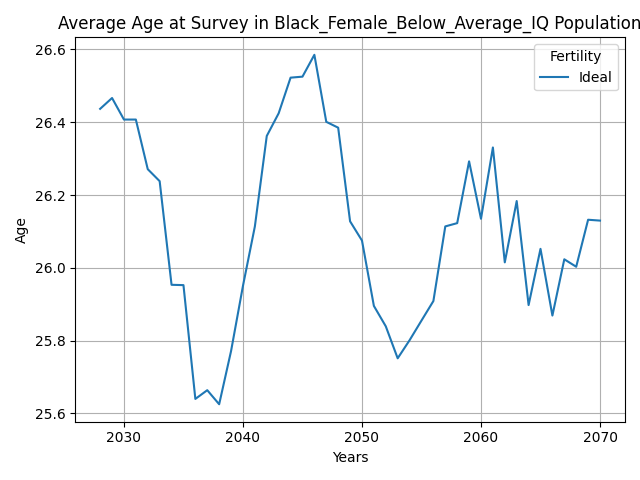 Average Age at Survey in Black_Female_Below_Average_IQ Population
Fertility
Ideal
26.6
26.4
26.2
26.0
25.8
25.6
Age
2030 2040 2050 2060 2070
Years